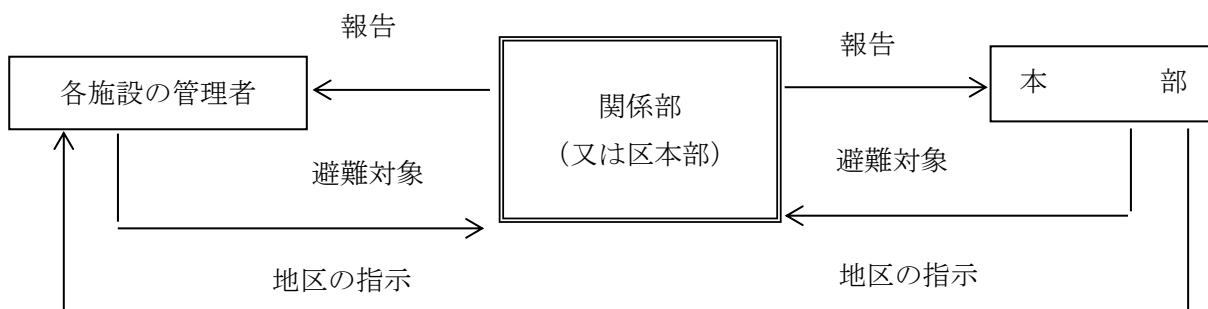 報告
報告
各施設の管理者
本　　　部
関係部
（又は区本部）
避難対象
避難対象
地区の指示
地区の指示